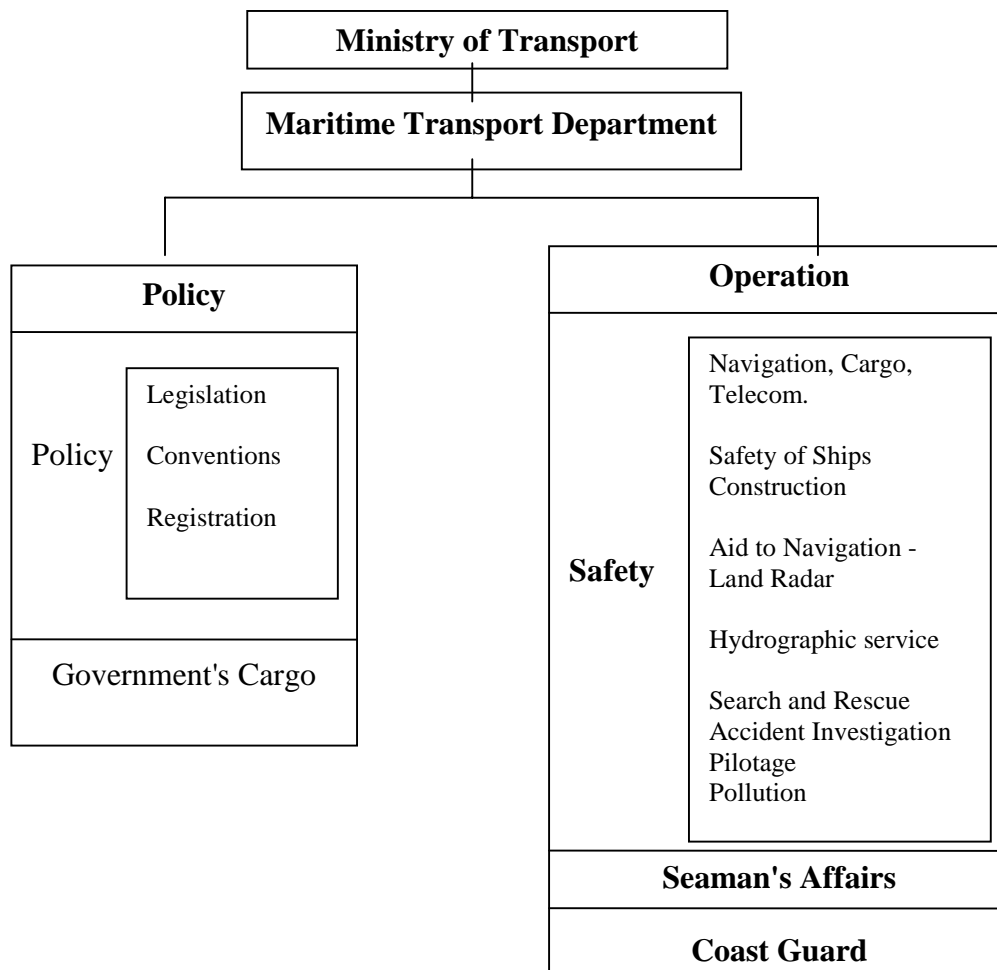 Ministry of Transport
Maritime Transport Department
Policy
Policy
Legislation
Conventions
Registration
Government's Cargo
Operation
Safety
Navigation, Cargo,
Telecom.
Safety of Ships
Construction
Aid to Navigation -
Land Radar
Hydrographic service
Search and Rescue
Accident Investigation
Pilotage
Pollution
Seaman's Affairs
Coast Guard